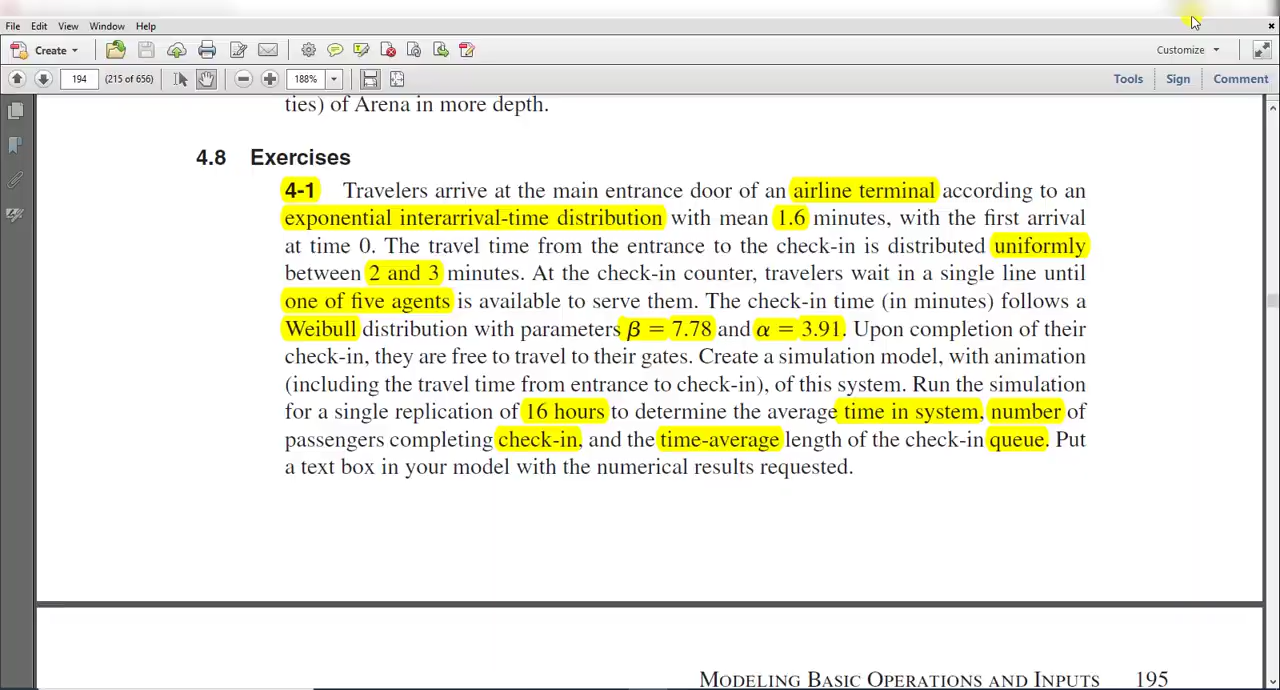 File Edit View Window Help
Create
Customize
194 (215 of 656) 188% Tools Sign Comment
ties) of Arena in more depth.
4.8 Exercises
4-1 Travelers arrive at the main entrance door of an airline terminal according to an
exponential interarrival-time distribution with mean 1.6 minutes, with the first arrival
at time 0. The travel time from the entrance to the check-in is distributed uniformly
between 2 and 3 minutes. At the check-in counter, travelers wait in a single line until
one of five agents is available to serve them. The check-in time (in minutes) follows a
Weibull distribution with parameters β = 7.78 and α = 3.91. Upon completion of their
check-in, they are free to travel to their gates. Create a simulation model, with animation
(including the travel time from entrance to check-in), of this system. Run the simulation
for a single replication of 16 hours to determine the average time in system, number of
passengers completing check-in, and the time-average length of the check-in queue. Put
a text box in your model with the numerical results requested.
MODELING BASIC OPERATIONS AND INPUTS 195